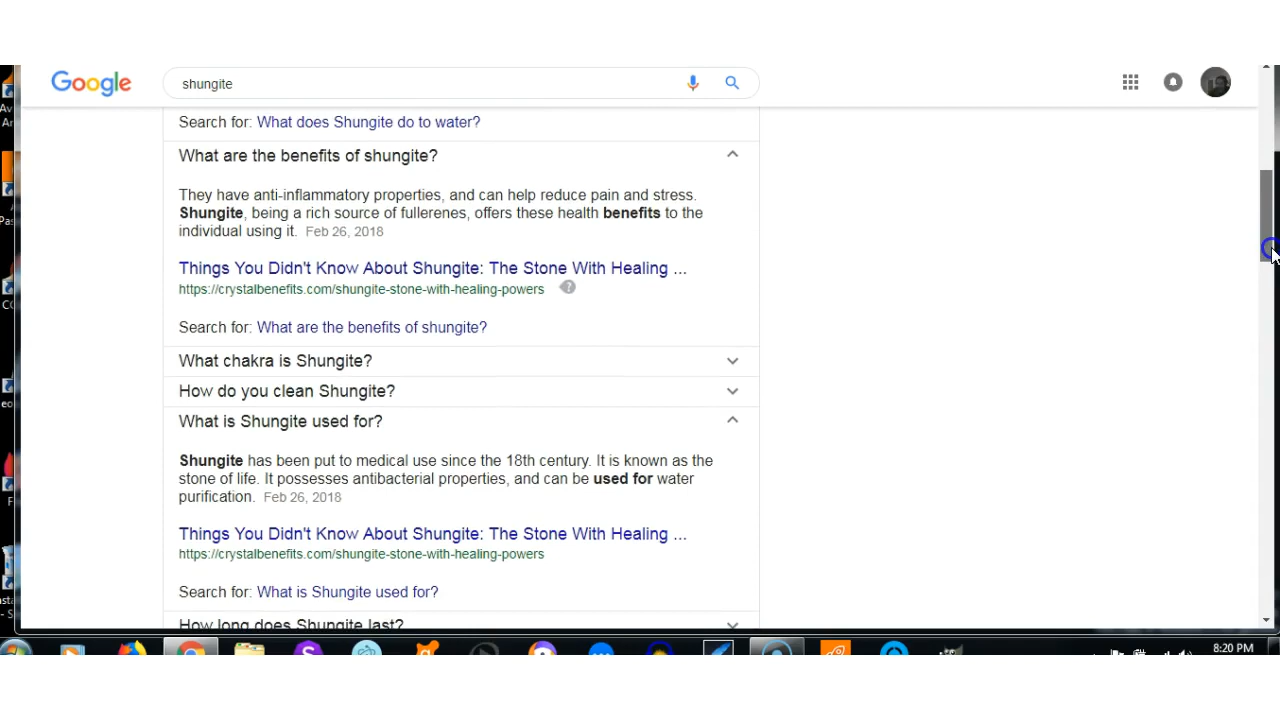 Google
shungite
Search for: What does Shungite do to water?
What are the benefits of shungite?
They have anti-inflammatory properties, and can help reduce pain and stress.
Shungite, being a rich source of fullerenes, offers these health benefits to the
individual using it. Feb 26, 2018
Things You Didn't Know About Shungite: The Stone With Healing ...
https://crystalbenefits.com/shungite-stone-with-healing-powers
Search for: What are the benefits of shungite?
What chakra is Shungite?
How do you clean Shungite?
What is Shungite used for?
Shungite has been put to medical use since the 18th century. It is known as the
stone of life. It possesses antibacterial properties, and can be used for water
purification. Feb 26, 2018
Things You Didn't Know About Shungite: The Stone With Healing ...
https://crystalbenefits.com/shungite-stone-with-healing-powers
Search for: What is Shungite used for?
How long does Shungite last?
8:20 PM